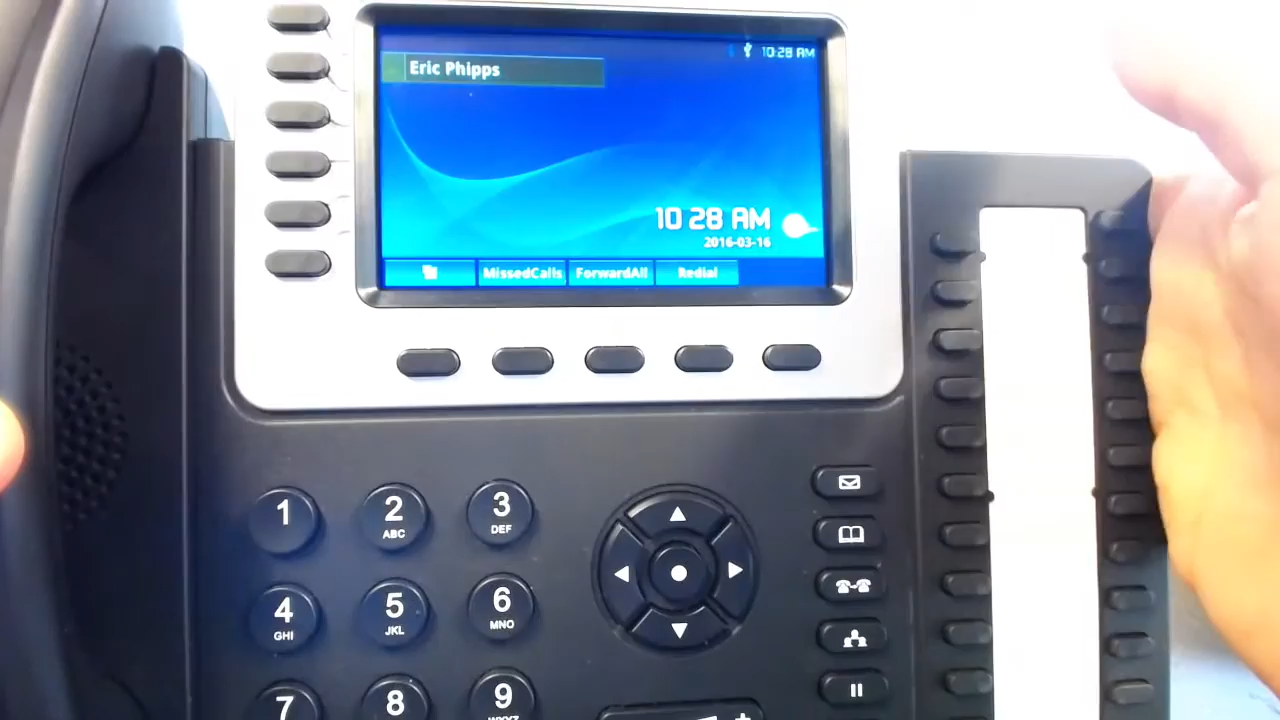 10:28 AM
Eric Phipps
10 28 AM
2016-03-16
MissedCalls ForwardAll Redial
1 2 3
ABC DEF
4 5 6
GHI JKL MNO
7 8 9